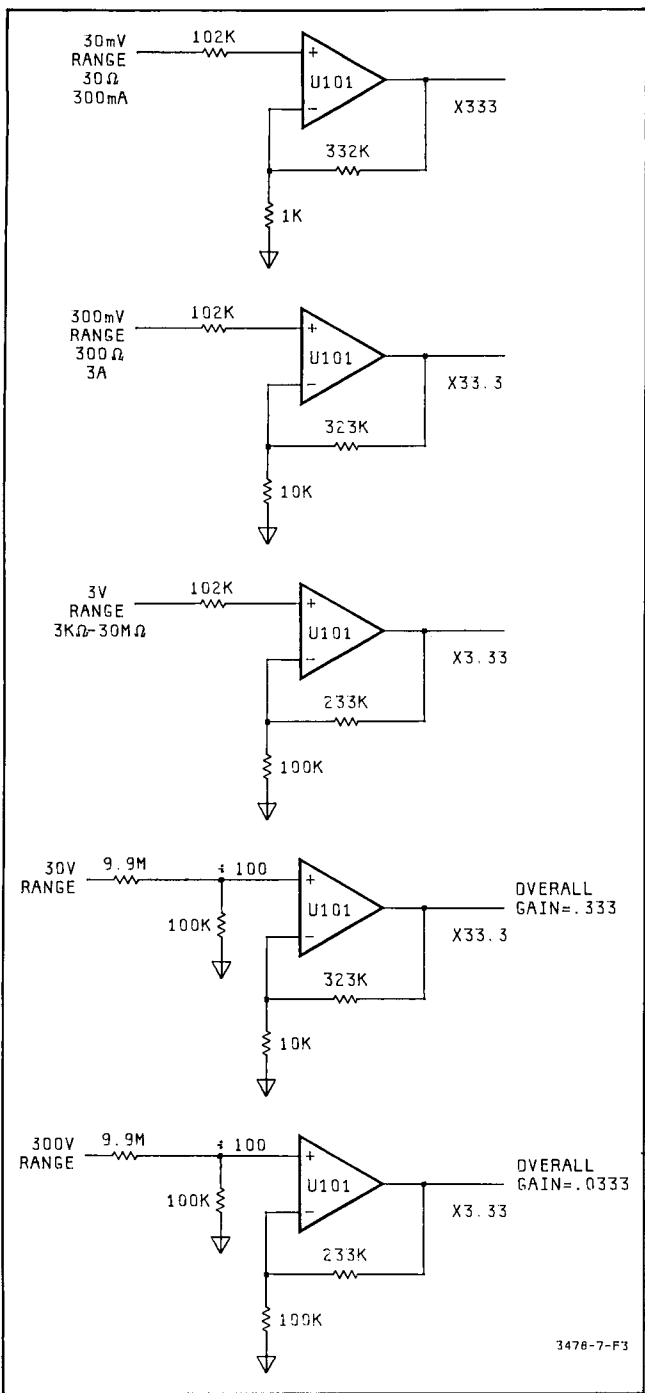 30mV
RANGE
30Ω
300mA
102K
+
U101
−
X333
332K
1K
300mV
RANGE
300Ω
3A
102K
+
U101
−
X33.3
323K
10K
3V
RANGE
3KΩ-30MΩ
102K
+
U101
−
X3.33
233K
100K
30V
RANGE
9.9M
÷ 100
100K
+
U101
−
X33.3
OVERALL
GAIN=.333
323K
10K
300V
RANGE
9.9M
÷ 100
100K
+
U101
−
X3.33
OVERALL
GAIN=.0333
233K
100K
3478-7-F3